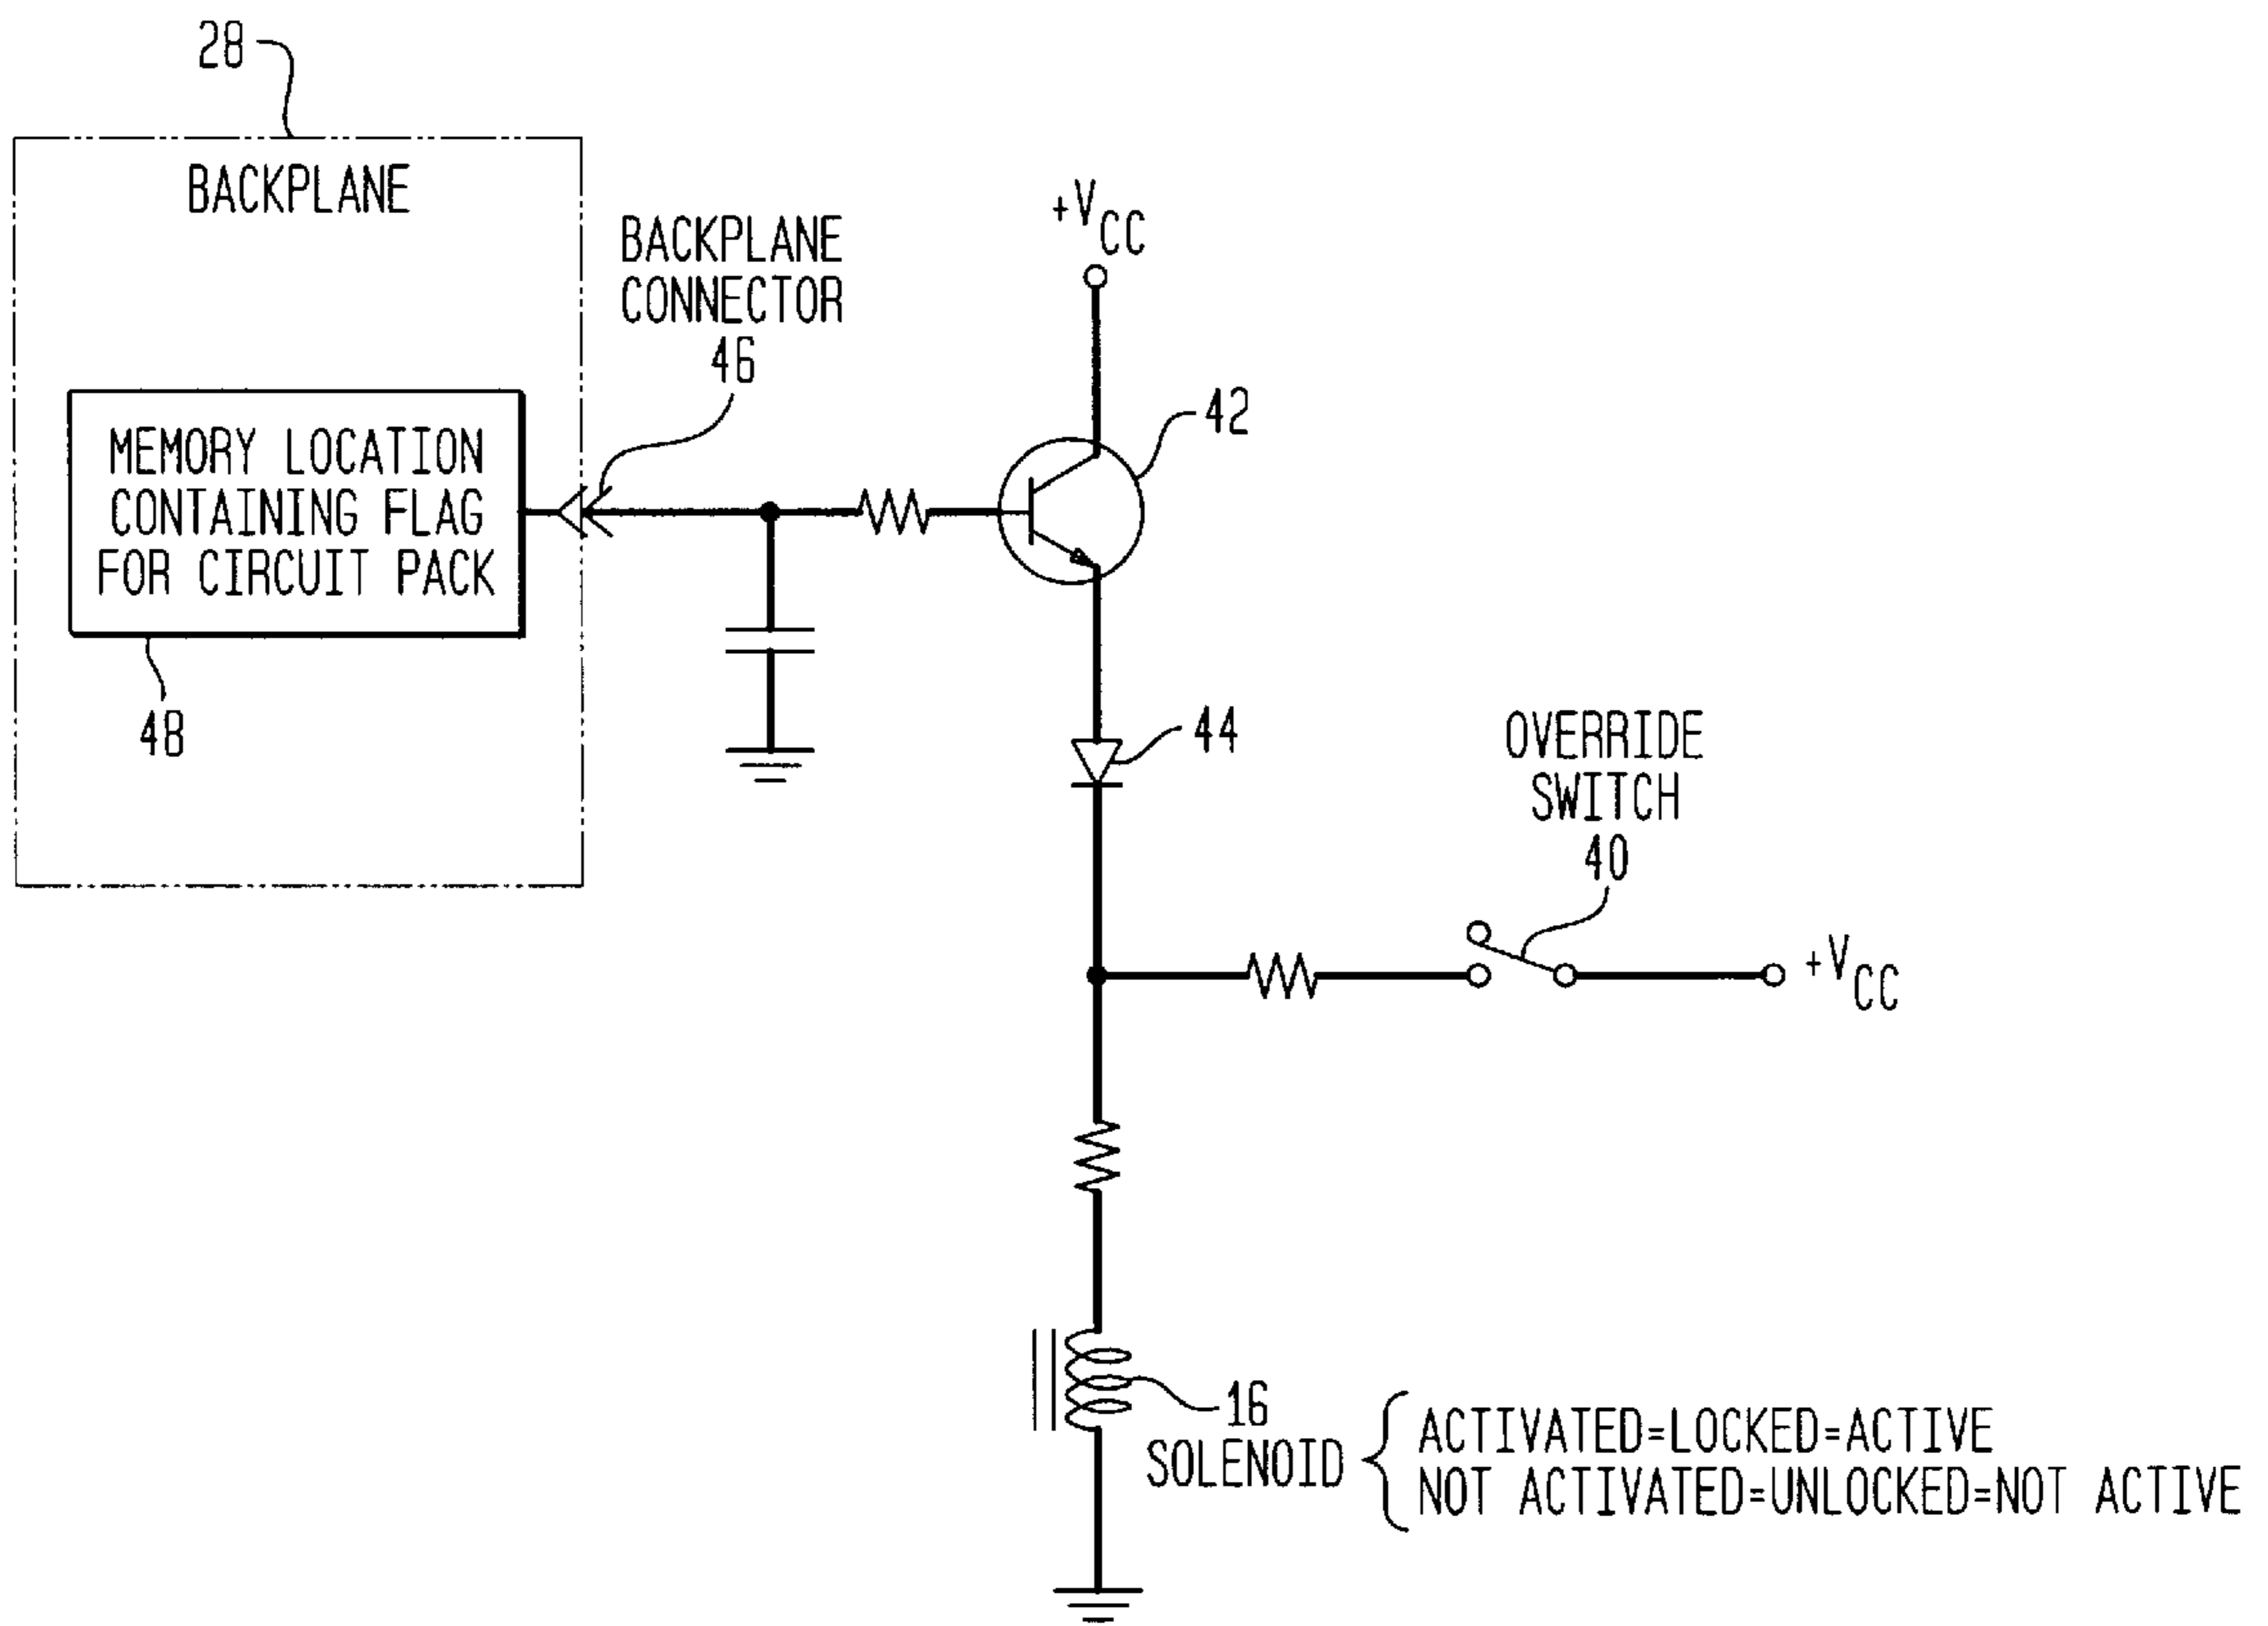 28
BACKPLANE
BACKPLANE
CONNECTOR
46
+VCC
42
MEMORY LOCATION
CONTAINING FLAG
FOR CIRCUIT PACK
48
44
OVERRIDE
SWITCH
40
+VCC
16
SOLENOID
ACTIVATED=LOCKED=ACTIVE
NOT ACTIVATED=UNLOCKED=NOT ACTIVE